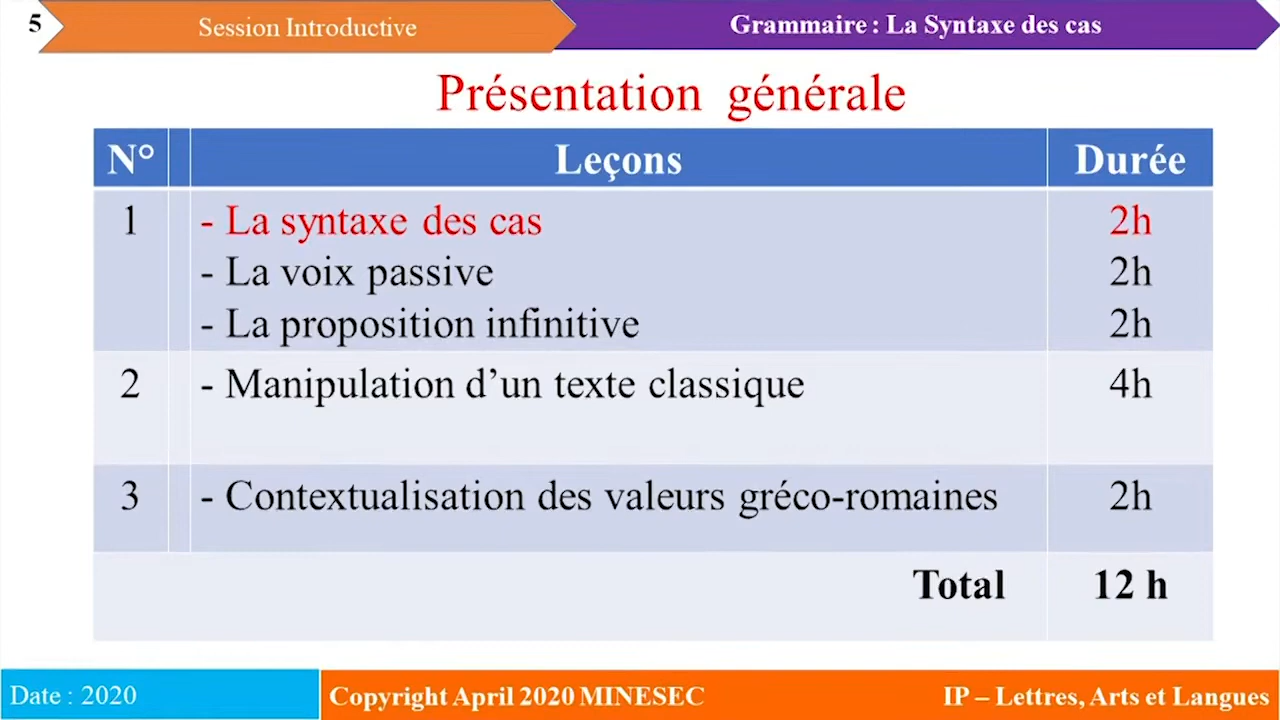 5 Session Introductive Grammaire : La Syntaxe des cas
Présentation générale
N° Leçons Durée
1 - La syntaxe des cas 2h
- La voix passive 2h
- La proposition infinitive 2h
2 - Manipulation d’un texte classique 4h
3 - Contextualisation des valeurs gréco-romaines 2h
Total 12 h
Date : 2020 Copyright April 2020 MINESEC IP – Lettres, Arts et Langues